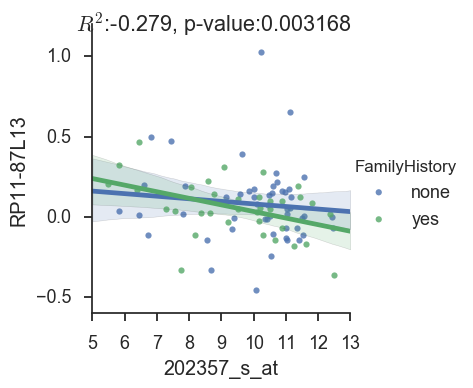 R²:-0.279, p-value:0.003168
1.0
0.5
0.0
−0.5
RP11-87L13
5 6 7 8 9 10 11 12 13
202357_s_at
FamilyHistory
none
yes